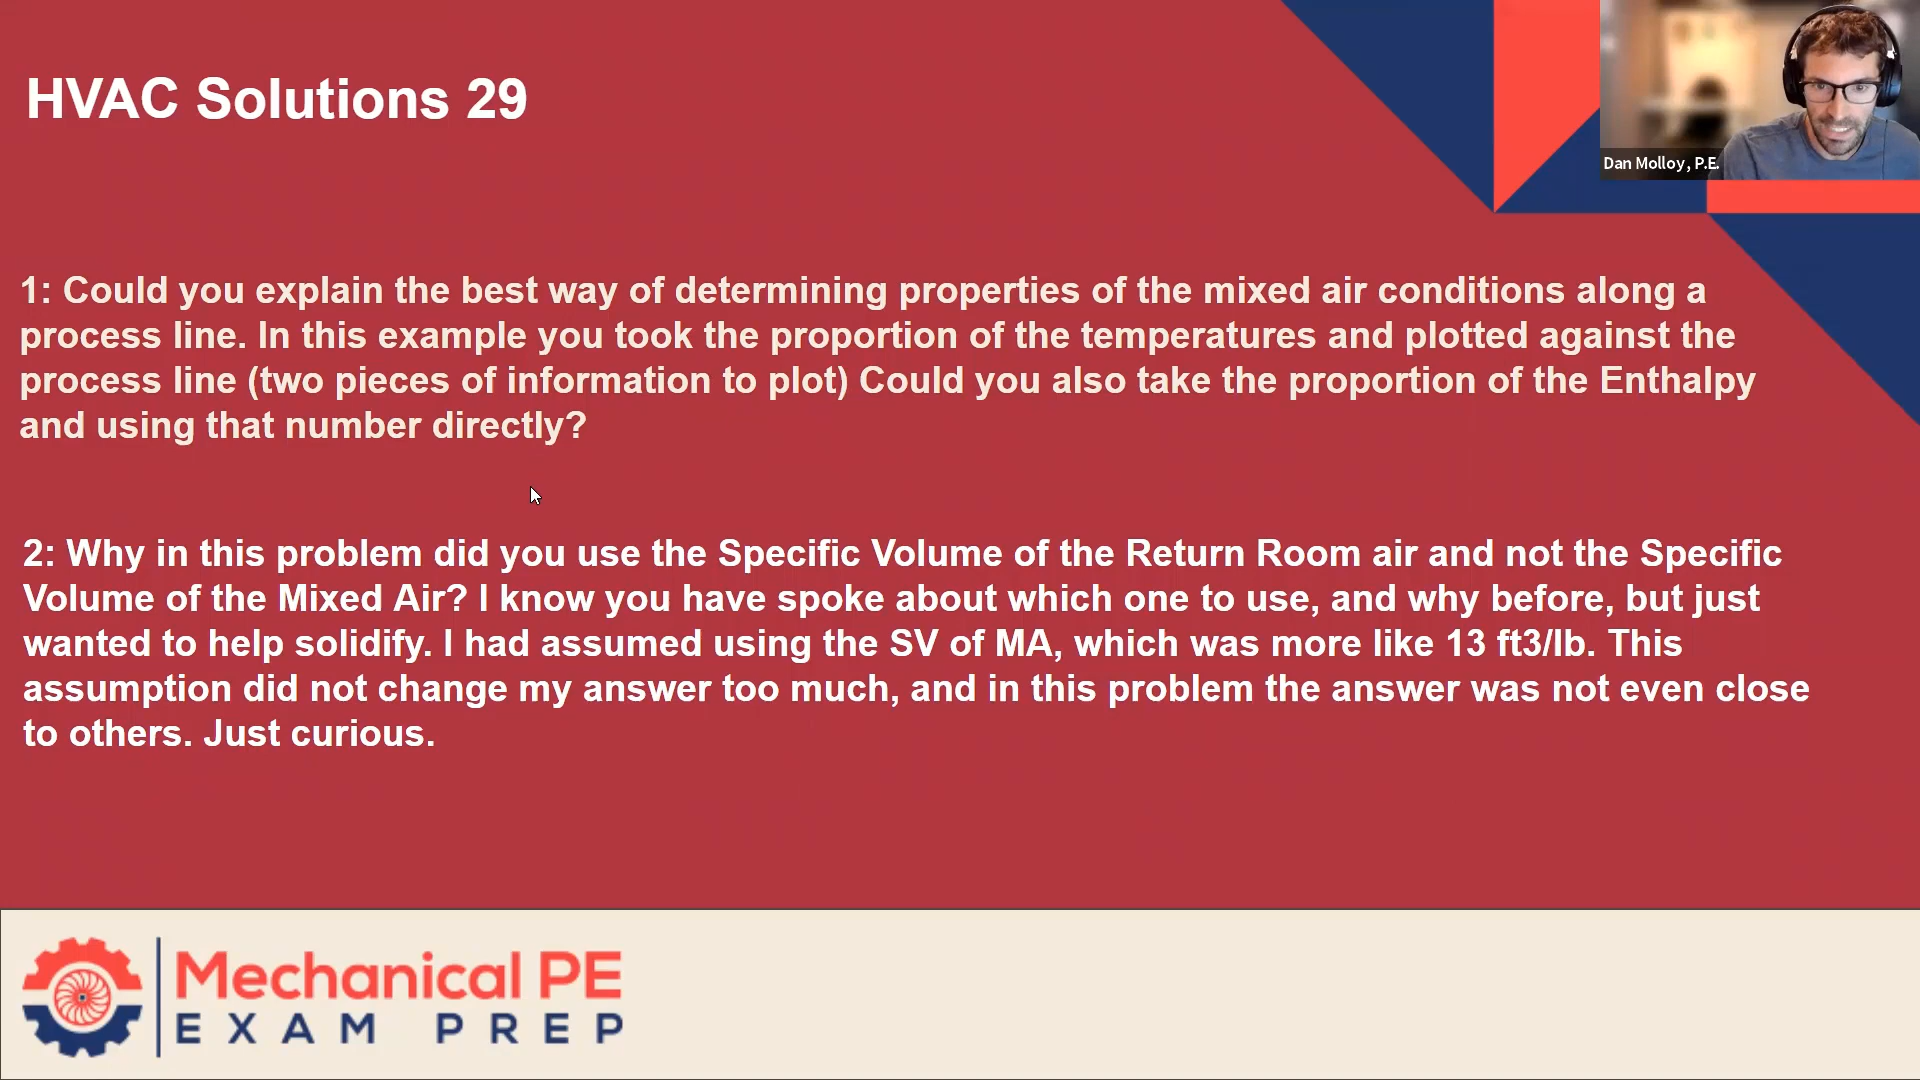 HVAC Solutions 29
Dan Molloy, P.E.
1: Could you explain the best way of determining properties of the mixed air conditions along a
process line. In this example you took the proportion of the temperatures and plotted against the
process line (two pieces of information to plot) Could you also take the proportion of the Enthalpy
and using that number directly?
2: Why in this problem did you use the Specific Volume of the Return Room air and not the Specific
Volume of the Mixed Air? I know you have spoke about which one to use, and why before, but just
wanted to help solidify. I had assumed using the SV of MA, which was more like 13 ft3/lb. This
assumption did not change my answer too much, and in this problem the answer was not even close
to others. Just curious.
Mechanical PE
EXAM PREP